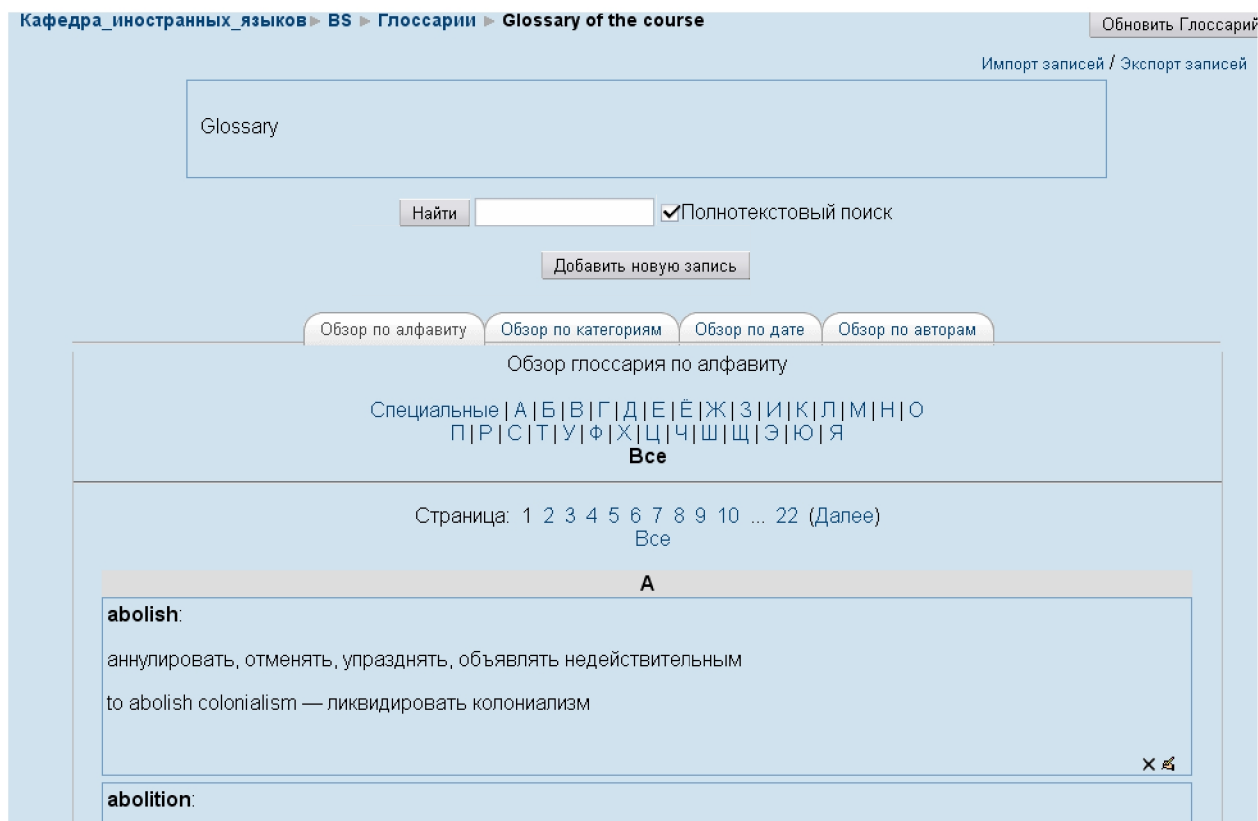 Кафедра_иностранных_языков ▶ BS ▶ Глоссарии ▶ Glossary of the course
Обновить Глоссарий
Импорт записей / Экспорт записей
Glossary
Найти
Полнотекстовый поиск
Добавить новую запись
Обзор по алфавиту Обзор по категориям Обзор по дате Обзор по авторам
Обзор глоссария по алфавиту
Специальные | А | Б | В | Г | Д | Е | Ё | Ж | З | И | К | Л | М | Н | О
П | Р | С | Т | У | Ф | Х | Ц | Ч | Ш | Щ | Э | Ю | Я
Все
Страница: 1 2 3 4 5 6 7 8 9 10 ... 22 (Далее)
Все
A
abolish:
аннулировать, отменять, упразднять, объявлять недействительным
to abolish colonialism — ликвидировать колониализм
abolition: